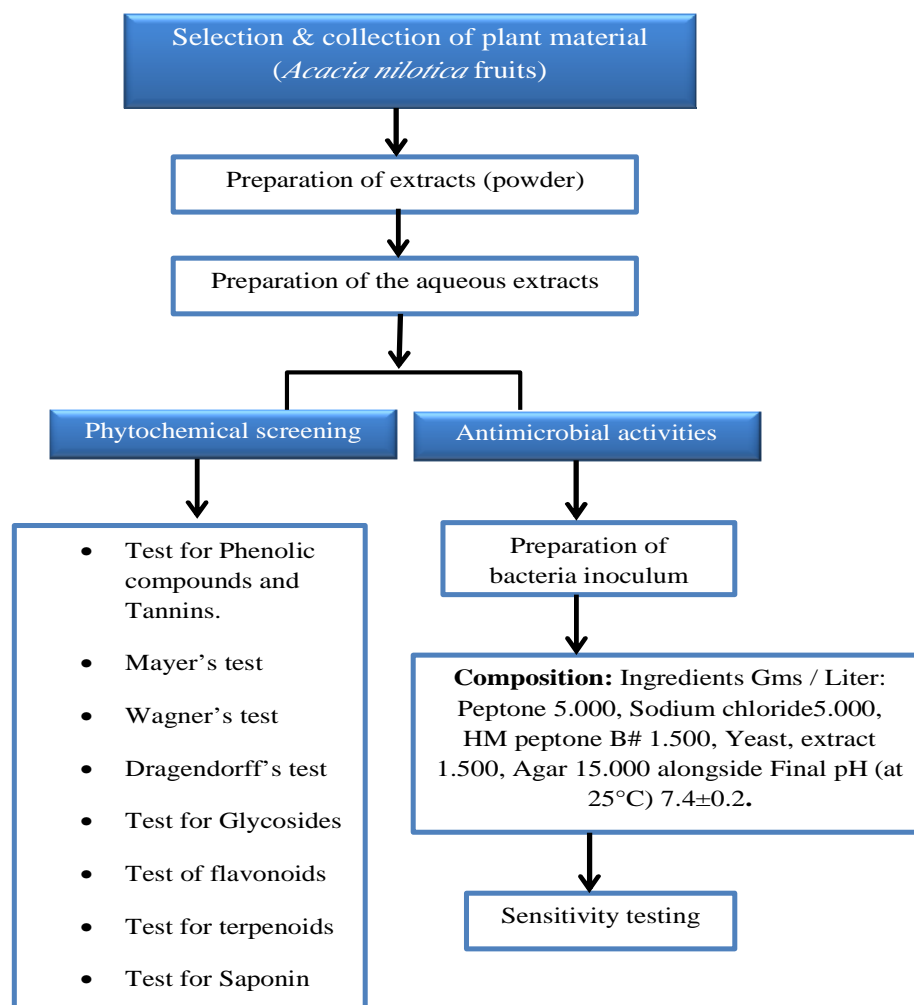 Selection & collection of plant material
(Acacia nilotica fruits)
Preparation of extracts (powder)
Preparation of the aqueous extracts
Phytochemical screening
Antimicrobial activities
• Test for Phenolic
compounds and
Tannins.
• Mayer’s test
• Wagner’s test
• Dragendorff’s test
• Test for Glycosides
• Test of flavonoids
• Test for terpenoids
• Test for Saponin
Preparation of
bacteria inoculum
Composition: Ingredients Gms / Liter:
Peptone 5.000, Sodium chloride5.000,
HM peptone B# 1.500, Yeast, extract
1.500, Agar 15.000 alongside Final pH (at
25°C) 7.4±0.2.
Sensitivity testing